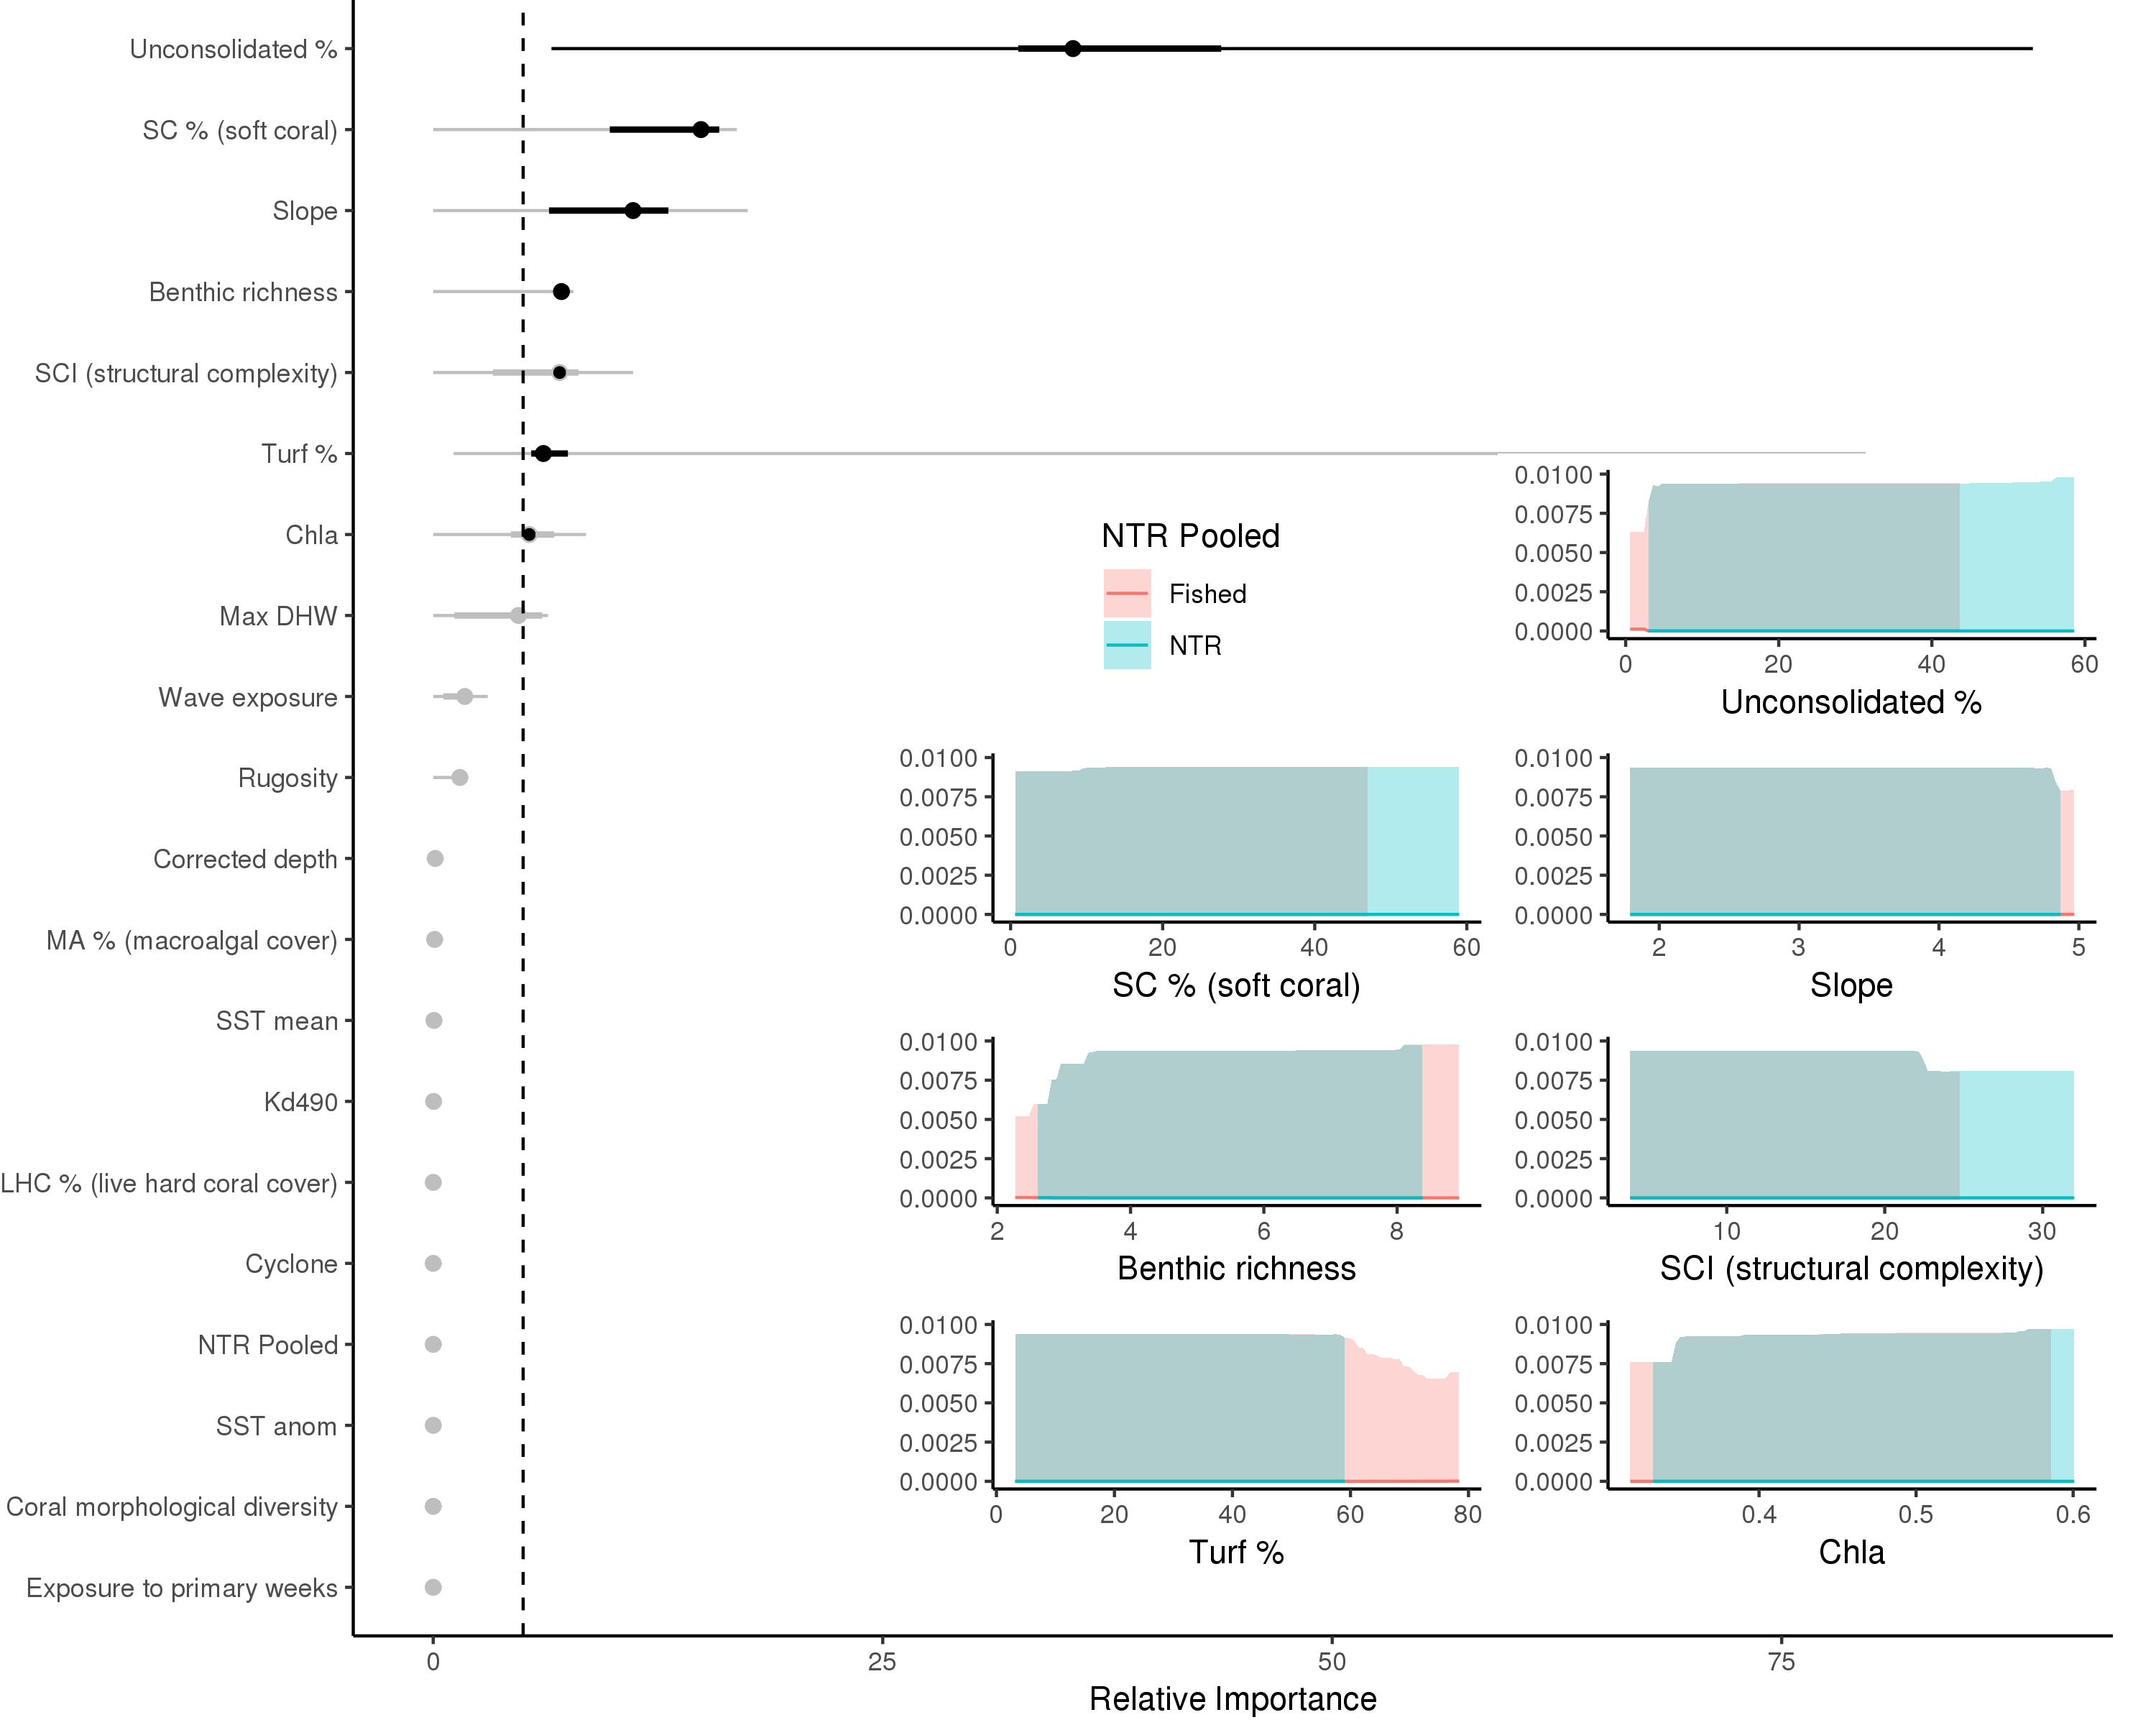 Unconsolidated %
SC % (soft coral)
Slope
Benthic richness
SCI (structural complexity)
Turf %
Chla
Max DHW
Wave exposure
Rugosity
Corrected depth
MA % (macroalgal cover)
SST mean
Kd490
LHC % (live hard coral cover)
Cyclone
NTR Pooled
SST anom
Coral morphological diversity
Exposure to primary weeks
0 25 50 75
Relative Importance
NTR Pooled
Fished
NTR
0.0100
0.0075
0.0050
0.0025
0.0000
0 20 40 60
Unconsolidated %
0.0100
0.0075
0.0050
0.0025
0.0000
0 20 40 60
SC % (soft coral)
0.0100
0.0075
0.0050
0.0025
0.0000
2 3 4 5
Slope
0.0100
0.0075
0.0050
0.0025
0.0000
2 4 6 8
Benthic richness
0.0100
0.0075
0.0050
0.0025
0.0000
10 20 30
SCI (structural complexity)
0.0100
0.0075
0.0050
0.0025
0.0000
0 20 40 60 80
Turf %
0.0100
0.0075
0.0050
0.0025
0.0000
0.4 0.5 0.6
Chla